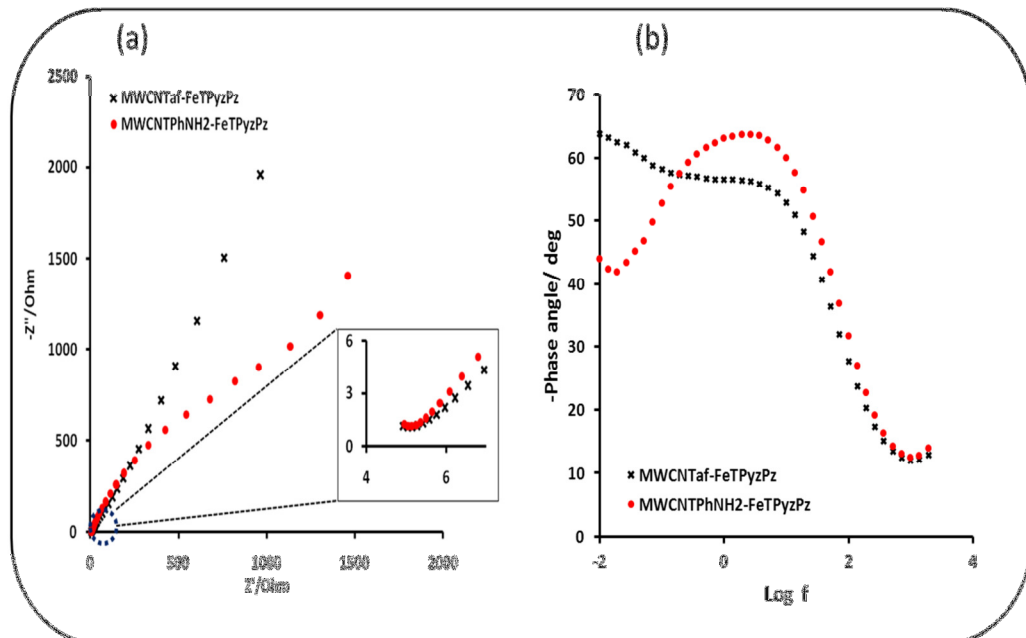 (a)
2500
2000
1500
1000
500
0
-Z''/Ohm
× MWCNTaf-FeTPyzPz
● MWCNTPhNH2-FeTPyzPz
6
3
0
4 6
0 500 1000 1500 2000
Z'/Ohm
(b)
70
60
50
40
30
20
10
0
-Phase angle/ deg
× MWCNTaf-FeTPyzPz
● MWCNTPhNH2-FeTPyzPz
-2 0 2 4
Log f